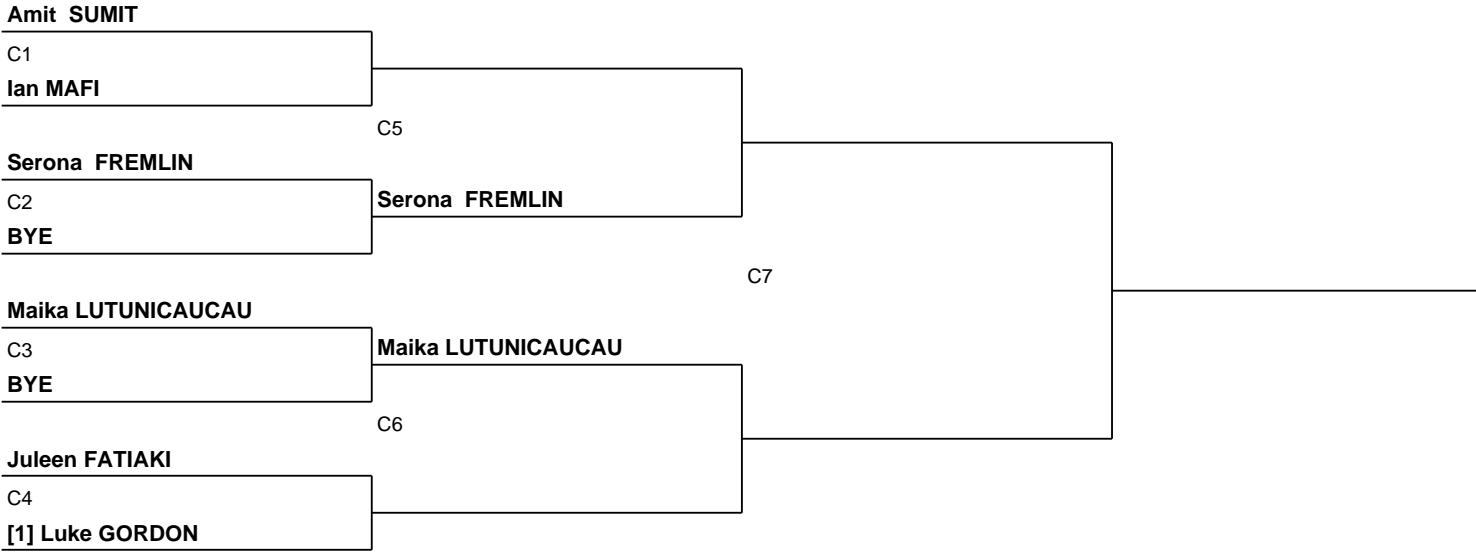 Amit  SUMIT
C1
Ian MAFI
C5
Serona  FREMLIN
C2
Serona  FREMLIN
BYE
C7
Maika LUTUNICAUCAU
C3
Maika LUTUNICAUCAU
BYE
C6
Juleen FATIAKI
C4
[1] Luke GORDON